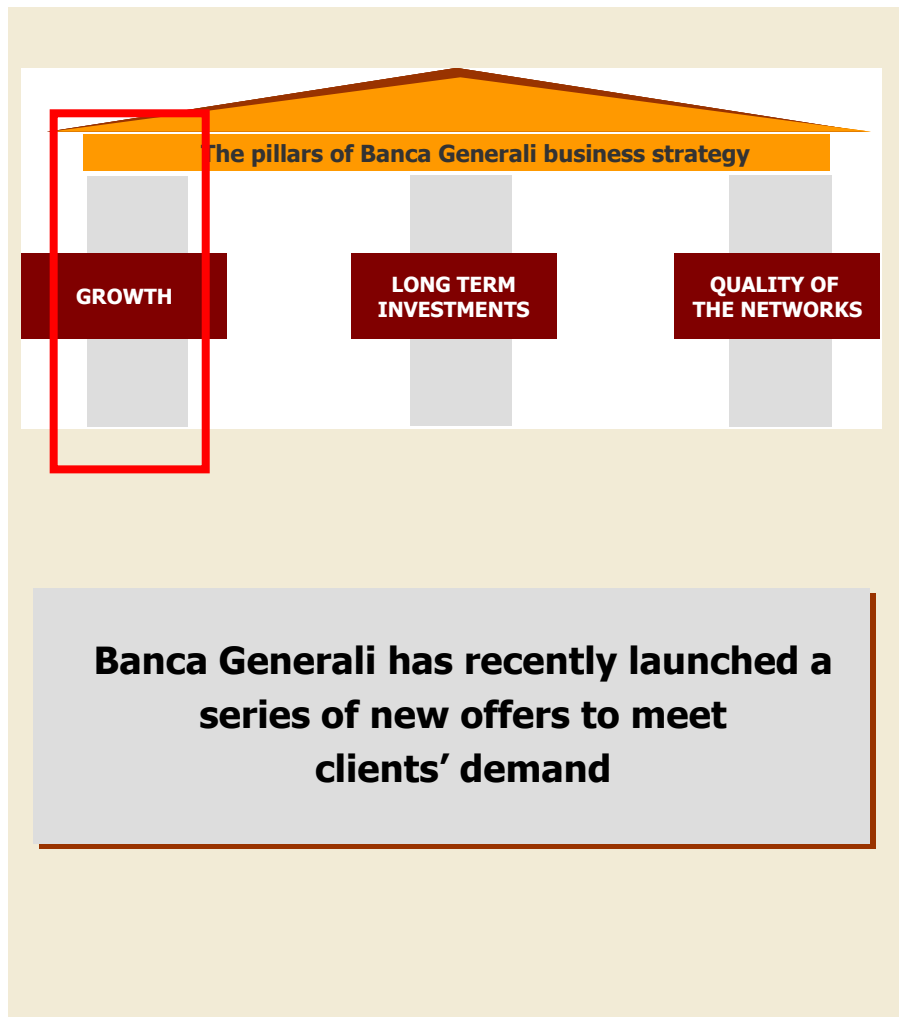 The pillars of Banca Generali business strategy
GROWTH
LONG TERM
INVESTMENTS
QUALITY OF
THE NETWORKS
Banca Generali has recently launched a
series of new offers to meet
clients’ demand